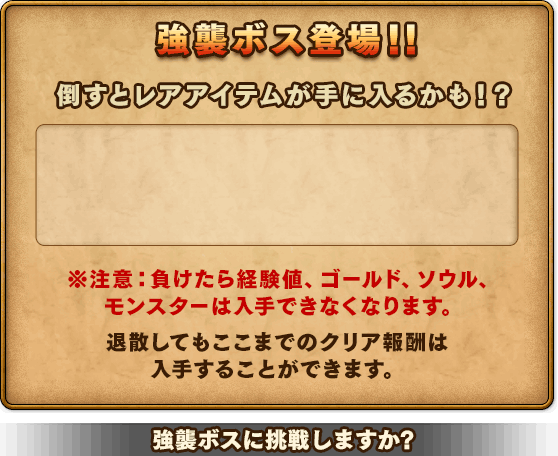 強襲ボス登場!!
倒すとレアアイテムが手に入るかも！？
※注意：負けたら経験値、ゴールド、ソウル、
モンスターは入手できなくなります。
退散してもここまでのクリア報酬は
入手することができます。
強襲ボスに挑戦しますか?